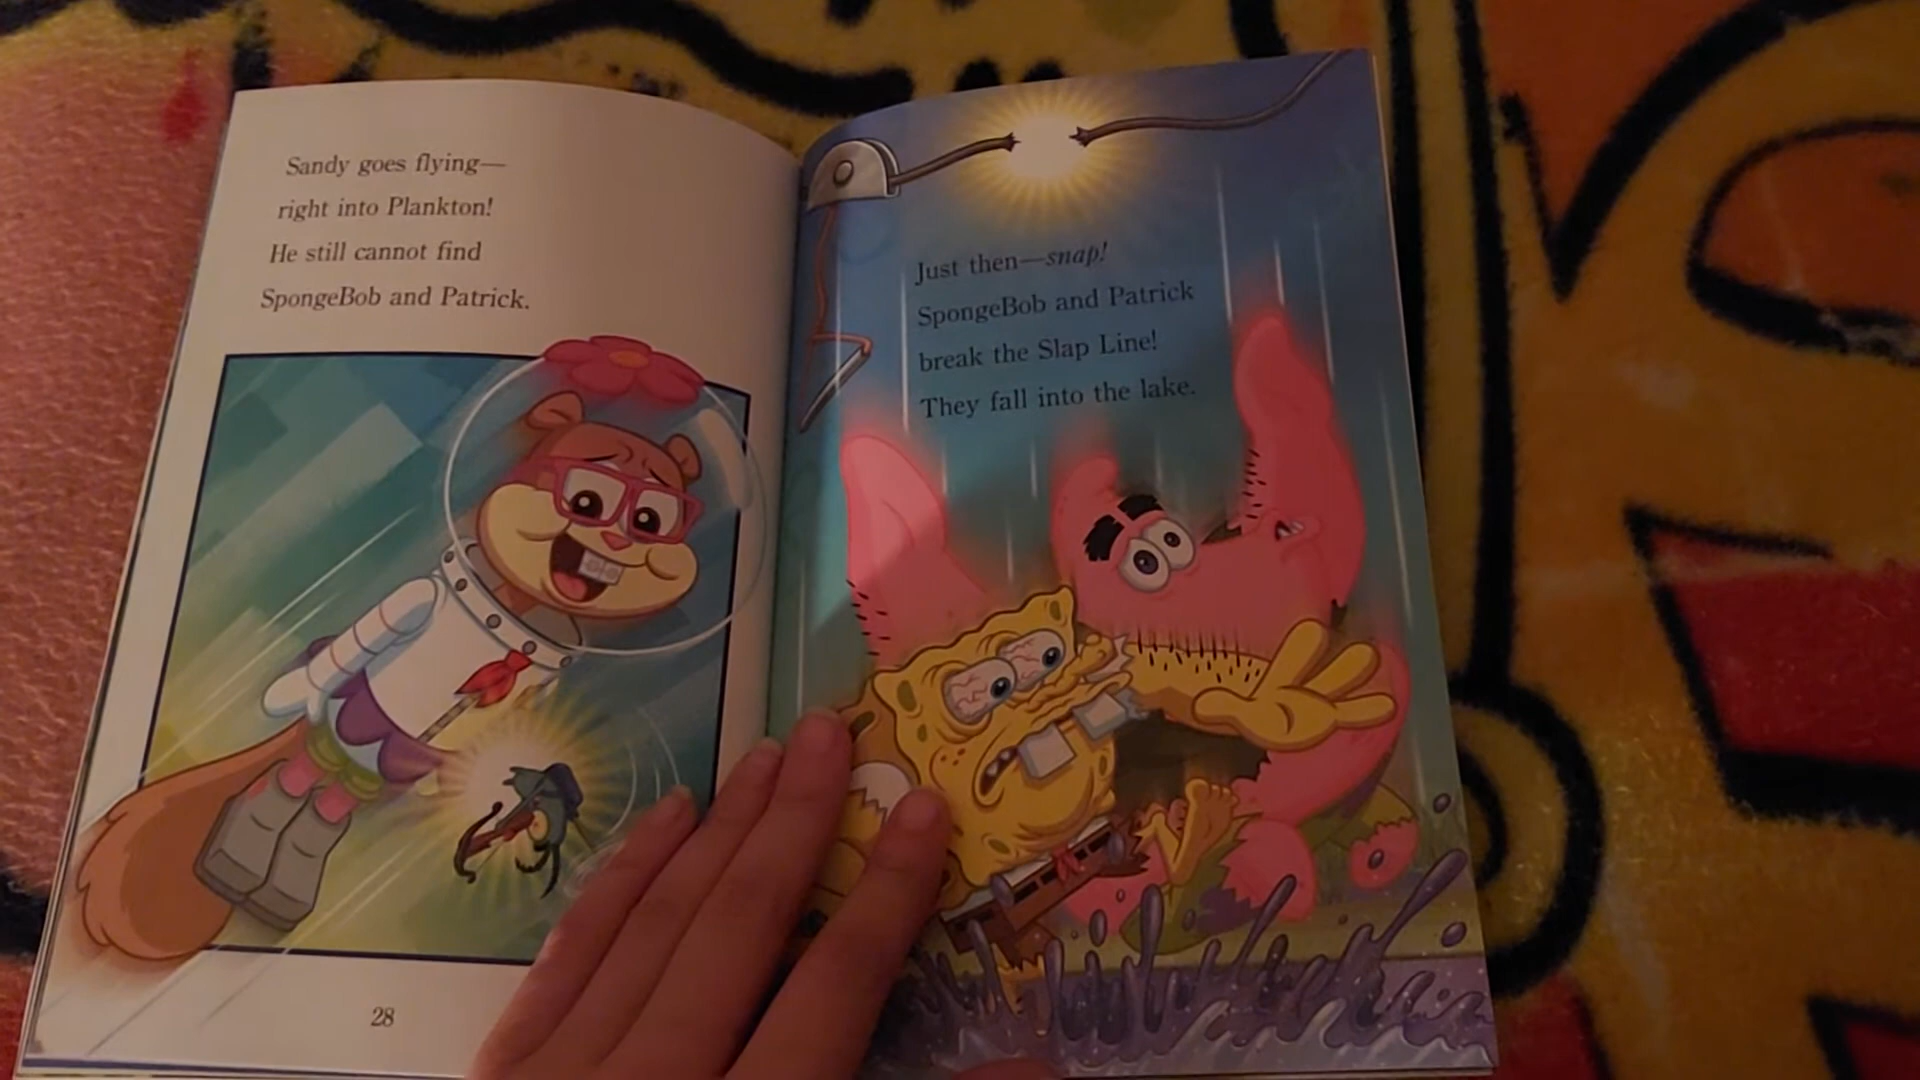 Sandy goes flying—
right into Plankton!
He still cannot find
SpongeBob and Patrick.
28
Just then—snap!
SpongeBob and Patrick
break the Slap Line!
They fall into the lake.